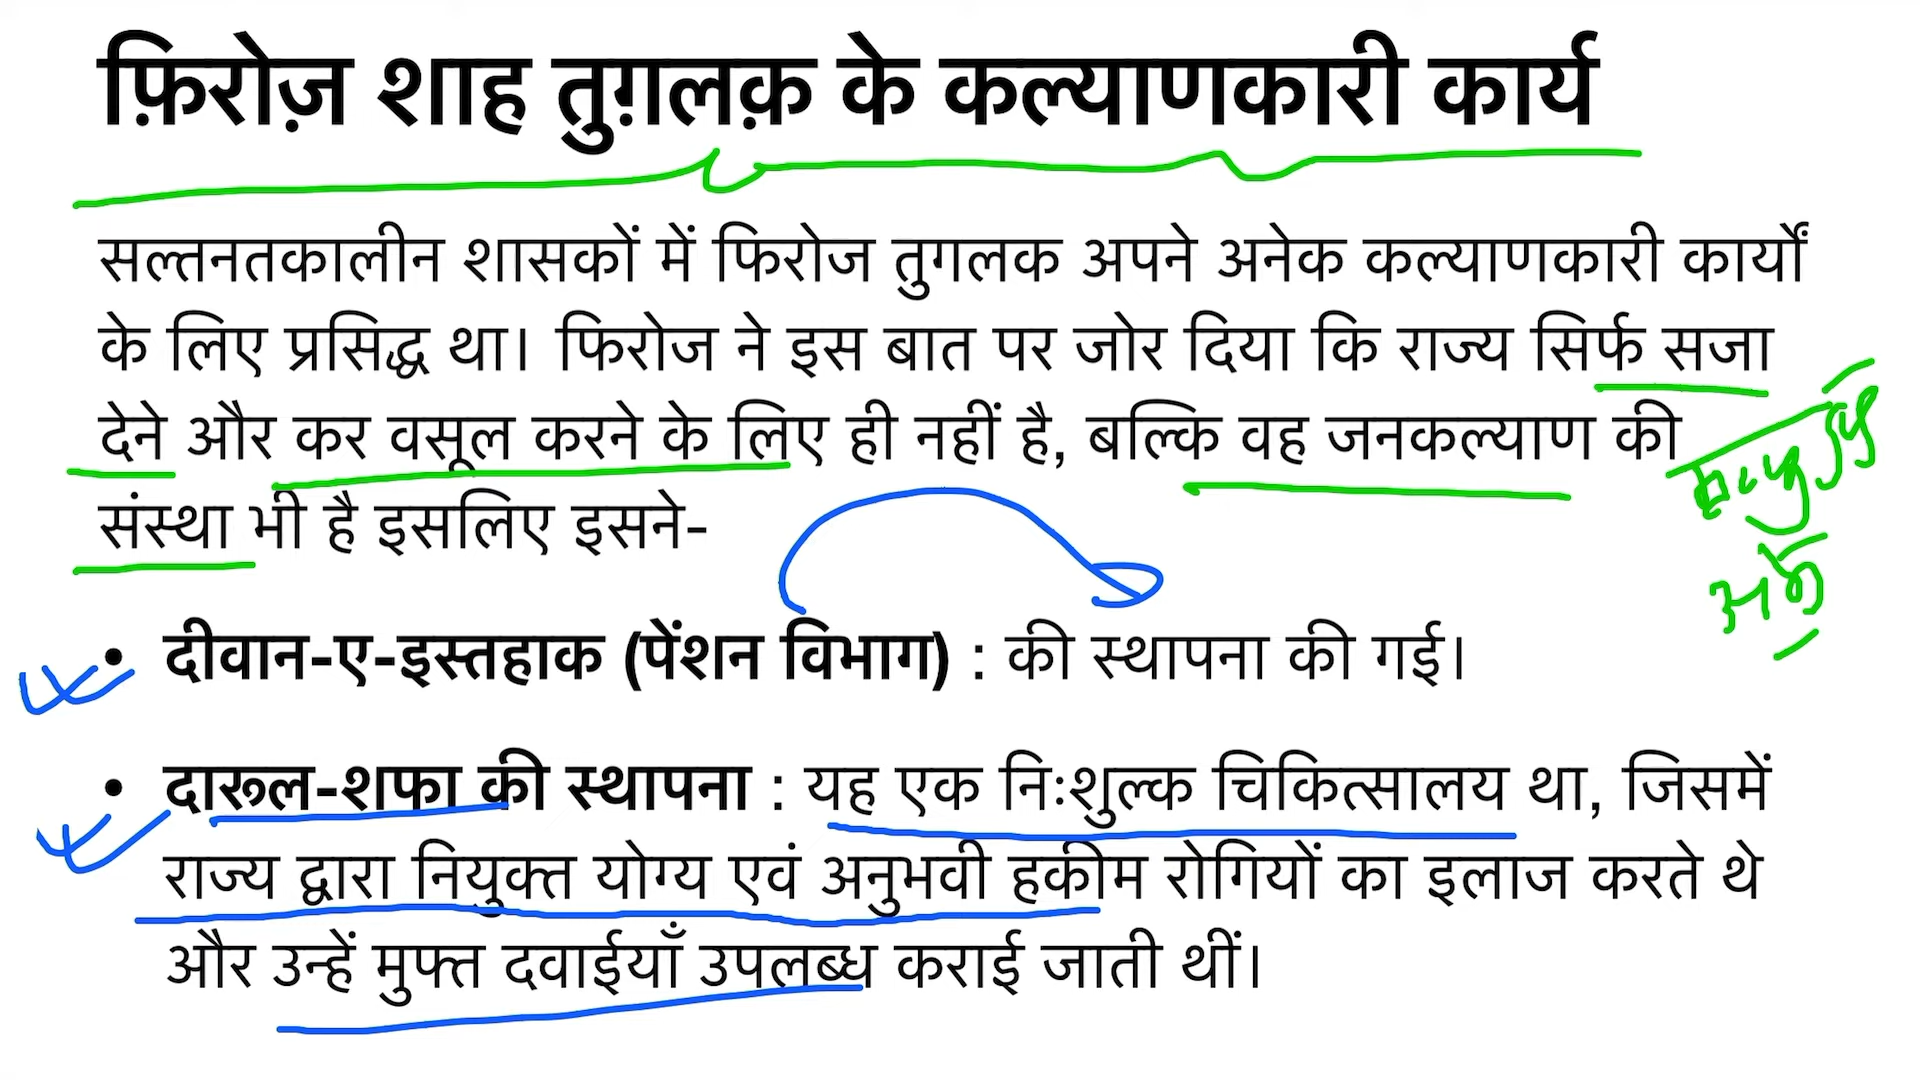 फ़िरोज़ शाह तुग़लक़ के कल्याणकारी कार्य
सल्तनतकालीन शासकों में फिरोज तुगलक अपने अनेक कल्याणकारी कार्यों
के लिए प्रसिद्ध था। फिरोज ने इस बात पर जोर दिया कि राज्य सिर्फ सजा
देने और कर वसूल करने के लिए ही नहीं है, बल्कि वह जनकल्याण की
संस्था भी है इसलिए इसने-
• दीवान-ए-इस्तहाक (पेंशन विभाग) : की स्थापना की गई।
• दारूल-शफा की स्थापना : यह एक निःशुल्क चिकित्सालय था, जिसमें
राज्य द्वारा नियुक्त योग्य एवं अनुभवी हकीम रोगियों का इलाज करते थे
और उन्हें मुफ्त दवाईयाँ उपलब्ध कराई जाती थीं।